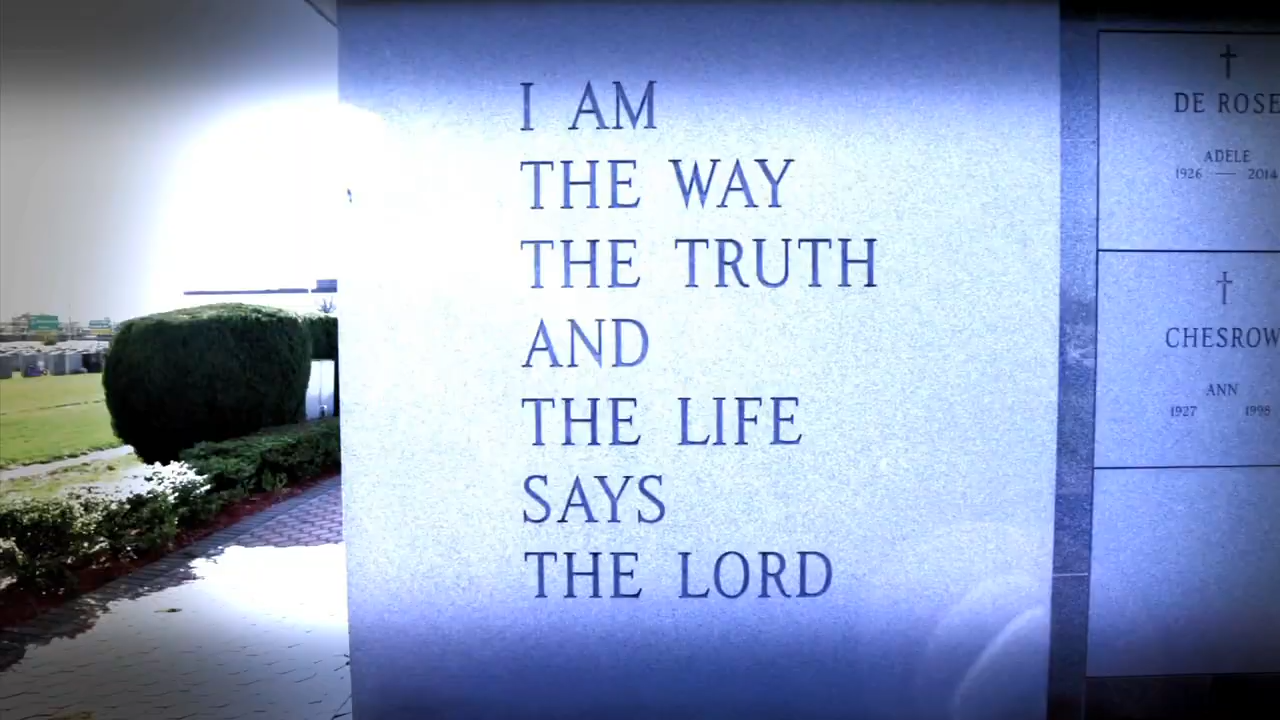 I AM
THE WAY
THE TRUTH
AND
THE LIFE
SAYS
THE LORD
DE ROSE
ADELE
1926 — 2014
CHESROW
ANN
1927 1998